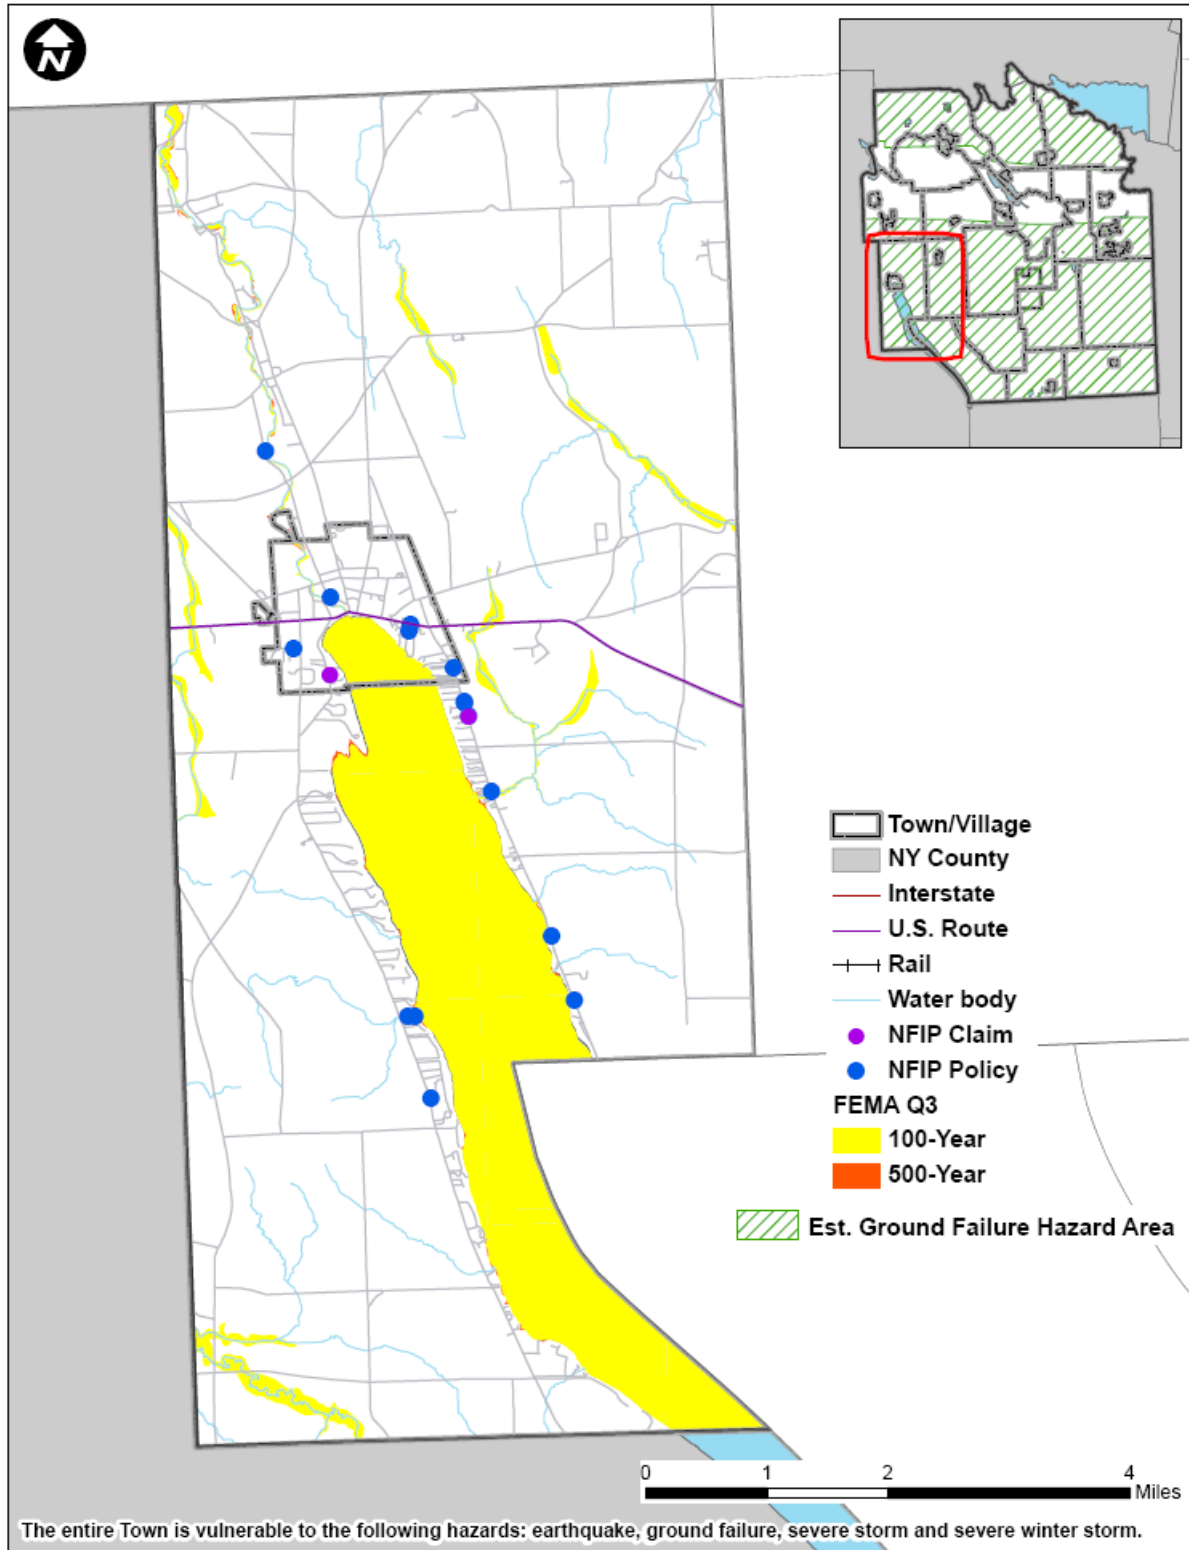 N
Town/Village
NY County
Interstate
U.S. Route
Rail
Water body
NFIP Claim
NFIP Policy
FEMA Q3
100-Year
500-Year
Est. Ground Failure Hazard Area
0 1 2 4
Miles
The entire Town is vulnerable to the following hazards: earthquake, ground failure, severe storm and severe winter storm.